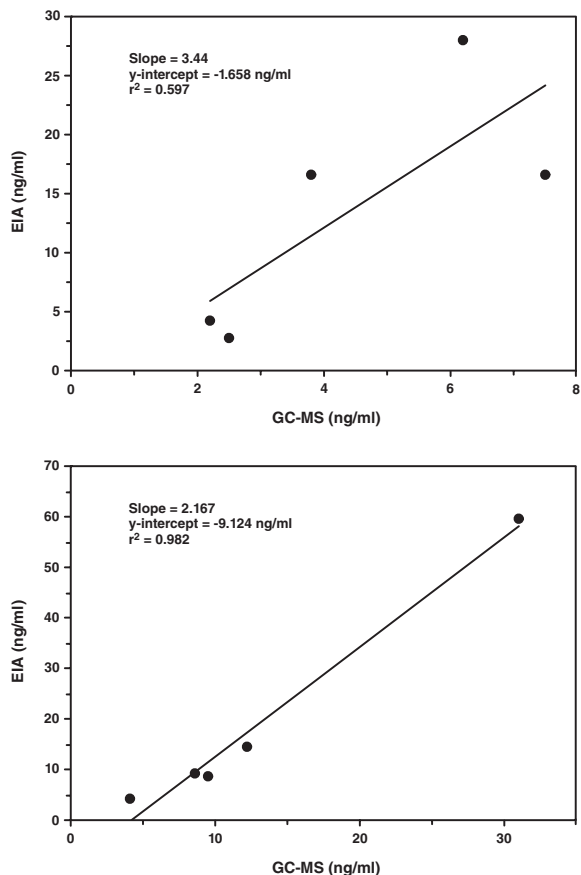 30
25
20
15
10
5
0
EIA (ng/ml)
Slope = 3.44
y-intercept = -1.658 ng/ml
r² = 0.597
0 2 4 6 8
GC-MS (ng/ml)
70
60
50
40
30
20
10
0
EIA (ng/ml)
Slope = 2.167
y-intercept = -9.124 ng/ml
r² = 0.982
0 10 20 30
GC-MS (ng/ml)